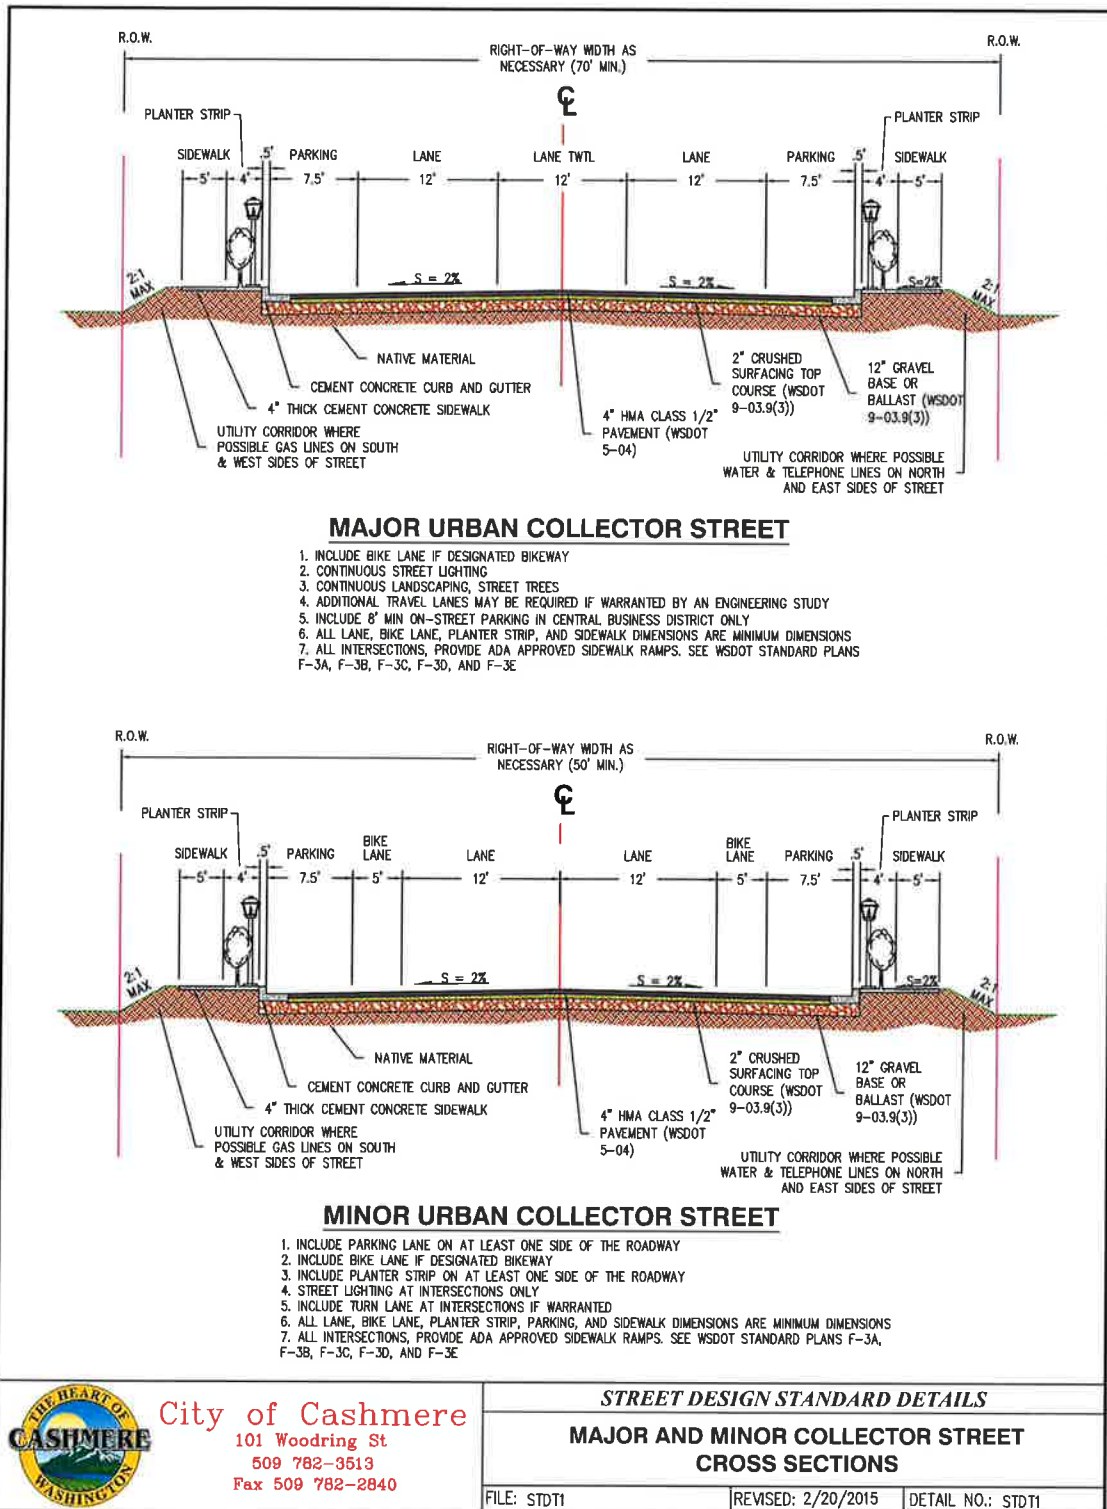 R.O.W.
R.O.W.
RIGHT-OF-WAY WIDTH AS
NECESSARY (70' MIN.)
℄
PLANTER STRIP
PLANTER STRIP
SIDEWALK .5' PARKING LANE LANE TWTL LANE PARKING .5' SIDEWALK
5' 4' 7.5' 12' 12' 12' 7.5' 4' 5'
2:1
MAX
S = 2%
S = 2%
S=2%
2:1
MAX
NATIVE MATERIAL
CEMENT CONCRETE CURB AND GUTTER
4" THICK CEMENT CONCRETE SIDEWALK
UTILITY CORRIDOR WHERE
POSSIBLE GAS LINES ON SOUTH
& WEST SIDES OF STREET
4" HMA CLASS 1/2"
PAVEMENT (WSDOT
5-04)
2" CRUSHED
SURFACING TOP
COURSE (WSDOT
9-03.9(3))
12" GRAVEL
BASE OR
BALLAST (WSDOT
9-03.9(3))
UTILITY CORRIDOR WHERE POSSIBLE
WATER & TELEPHONE LINES ON NORTH
AND EAST SIDES OF STREET
MAJOR URBAN COLLECTOR STREET
1. INCLUDE BIKE LANE IF DESIGNATED BIKEWAY
2. CONTINUOUS STREET LIGHTING
3. CONTINUOUS LANDSCAPING, STREET TREES
4. ADDITIONAL TRAVEL LANES MAY BE REQUIRED IF WARRANTED BY AN ENGINEERING STUDY
5. INCLUDE 8' MIN ON-STREET PARKING IN CENTRAL BUSINESS DISTRICT ONLY
6. ALL LANE, BIKE LANE, PLANTER STRIP, AND SIDEWALK DIMENSIONS ARE MINIMUM DIMENSIONS
7. ALL INTERSECTIONS, PROVIDE ADA APPROVED SIDEWALK RAMPS. SEE WSDOT STANDARD PLANS
F-3A, F-3B, F-3C, F-3D, AND F-3E
R.O.W.
R.O.W.
RIGHT-OF-WAY WIDTH AS
NECESSARY (50' MIN.)
℄
PLANTER STRIP
PLANTER STRIP
SIDEWALK .5' PARKING BIKE LANE LANE LANE BIKE LANE PARKING .5' SIDEWALK
5' 4' 7.5' 5' 12' 12' 5' 7.5' 4' 5'
2:1
MAX
S = 2%
S = 2%
S=2%
2:1
MAX
NATIVE MATERIAL
CEMENT CONCRETE CURB AND GUTTER
4" THICK CEMENT CONCRETE SIDEWALK
UTILITY CORRIDOR WHERE
POSSIBLE GAS LINES ON SOUTH
& WEST SIDES OF STREET
4" HMA CLASS 1/2"
PAVEMENT (WSDOT
5-04)
2" CRUSHED
SURFACING TOP
COURSE (WSDOT
9-03.9(3))
12" GRAVEL
BASE OR
BALLAST (WSDOT
9-03.9(3))
UTILITY CORRIDOR WHERE POSSIBLE
WATER & TELEPHONE LINES ON NORTH
AND EAST SIDES OF STREET
MINOR URBAN COLLECTOR STREET
1. INCLUDE PARKING LANE ON AT LEAST ONE SIDE OF THE ROADWAY
2. INCLUDE BIKE LANE IF DESIGNATED BIKEWAY
3. INCLUDE PLANTER STRIP ON AT LEAST ONE SIDE OF THE ROADWAY
4. STREET LIGHTING AT INTERSECTIONS ONLY
5. INCLUDE TURN LANE AT INTERSECTIONS IF WARRANTED
6. ALL LANE, BIKE LANE, PLANTER STRIP, PARKING, AND SIDEWALK DIMENSIONS ARE MINIMUM DIMENSIONS
7. ALL INTERSECTIONS, PROVIDE ADA APPROVED SIDEWALK RAMPS. SEE WSDOT STANDARD PLANS F-3A,
F-3B, F-3C, F-3D, AND F-3E
THE HEART OF
CASHMERE
WASHINGTON
City of Cashmere
101 Woodring St
509 782-3513
Fax 509 782-2840
STREET DESIGN STANDARD DETAILS
MAJOR AND MINOR COLLECTOR STREET
CROSS SECTIONS
FILE: STDT1 REVISED: 2/20/2015 DETAIL NO.: STDT1